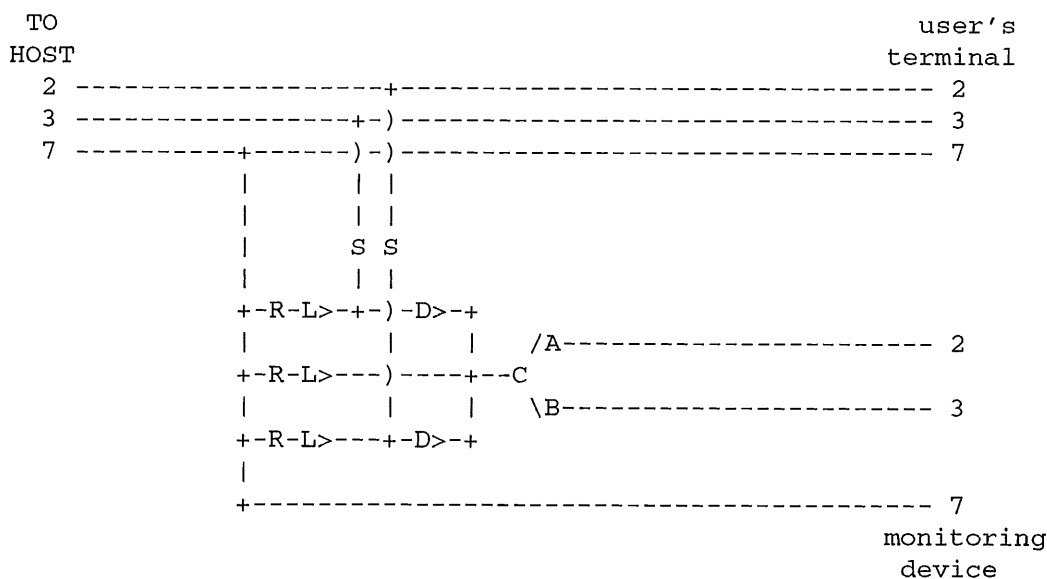 TO                                                  user's
HOST                                               terminal
  2 -------------------+--------------------------------- 2
  3 -----------------+-)--------------------------------- 3
  7 ----------+------)-)--------------------------------- 7
              |      | |
              |      | |
              |      S S
              |      | |
              +-R-L>-+-)-D>-+
              |        |    |   /A----------------------- 2
              +-R-L>---)----+--C
              |        |    |   \B----------------------- 3
              +-R-L>---+-D>-+
              |
              +------------------------------------------ 7
                                                   monitoring
                                                    device